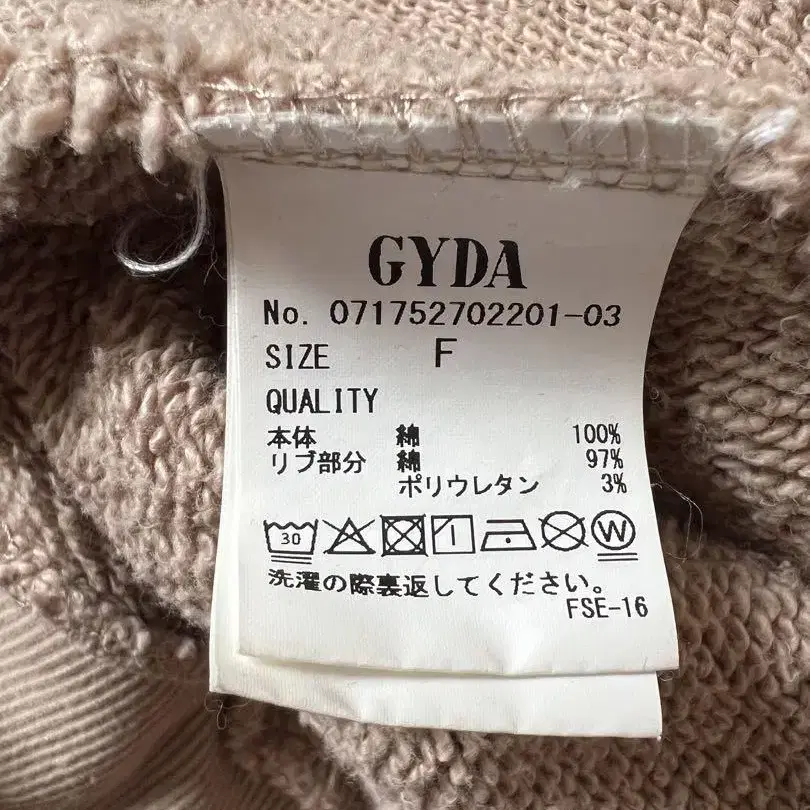 GYDA
No. 071752702201-03
SIZE F
QUALITY
本体 綿 100%
リブ部分 綿 97%
ポリウレタン 3%
30 W
洗濯の際裏返してください。
FSE-16